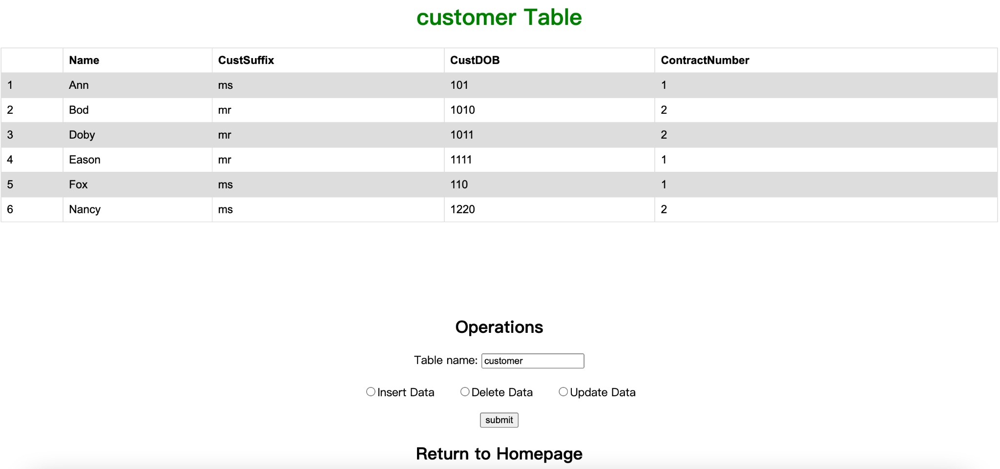 customer Table
Name CustSuffix CustDOB ContractNumber
1 Ann ms 101 1
2 Bod mr 1010 2
3 Doby mr 1011 2
4 Eason mr 1111 1
5 Fox ms 110 1
6 Nancy ms 1220 2
Operations
Table name: customer
Insert Data Delete Data Update Data
submit
Return to Homepage